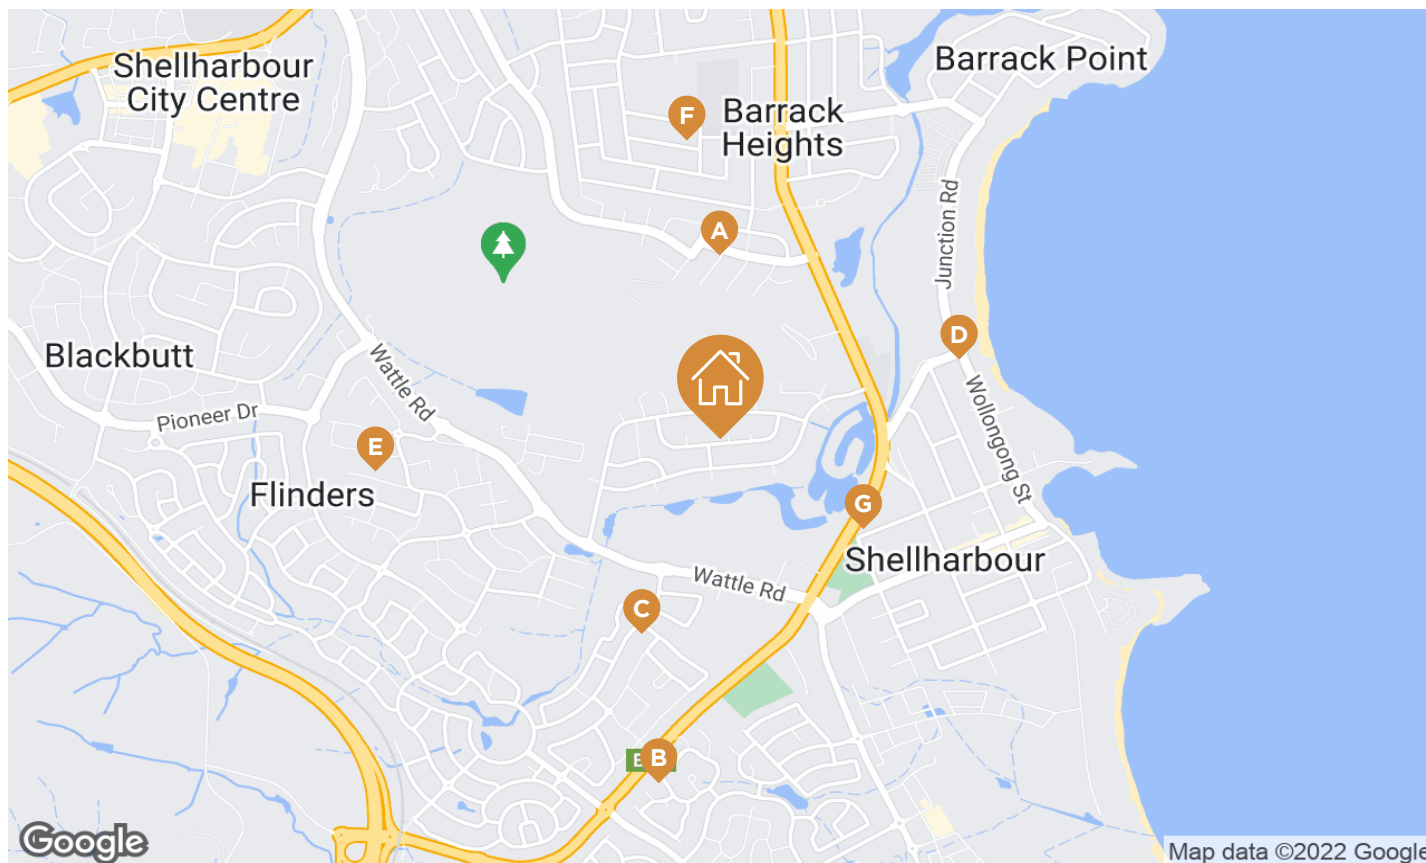 Shellharbour
City Centre
Barrack Point
F
Barrack
Heights
A
Junction Rd
D
Blackbutt
Wattle Rd
Wollongong St
Pioneer Dr
E
Flinders
G
Shellharbour
Wattle Rd
C
B
Google
Map data ©2022 Google